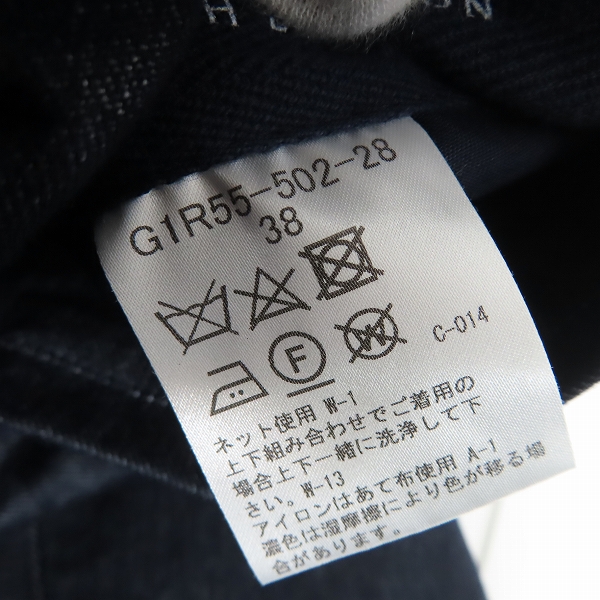 G1R55-502-28
38
F
W
C-014
ネット使用 W-1
上下組み合わせでご着用の
場合上下一緒に洗浄して下
さい。W-13
アイロンはあて布使用 A-1
濃色は湿摩擦により色が移る場
合があります。